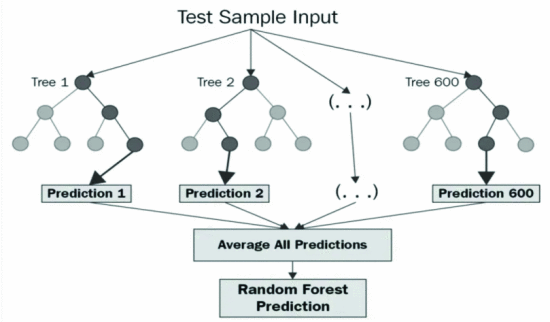 Test Sample Input
Tree 1
Tree 2
Tree 600
(. . .)
Prediction 1
Prediction 2
(. . .)
Prediction 600
Average All Predictions
Random Forest
Prediction